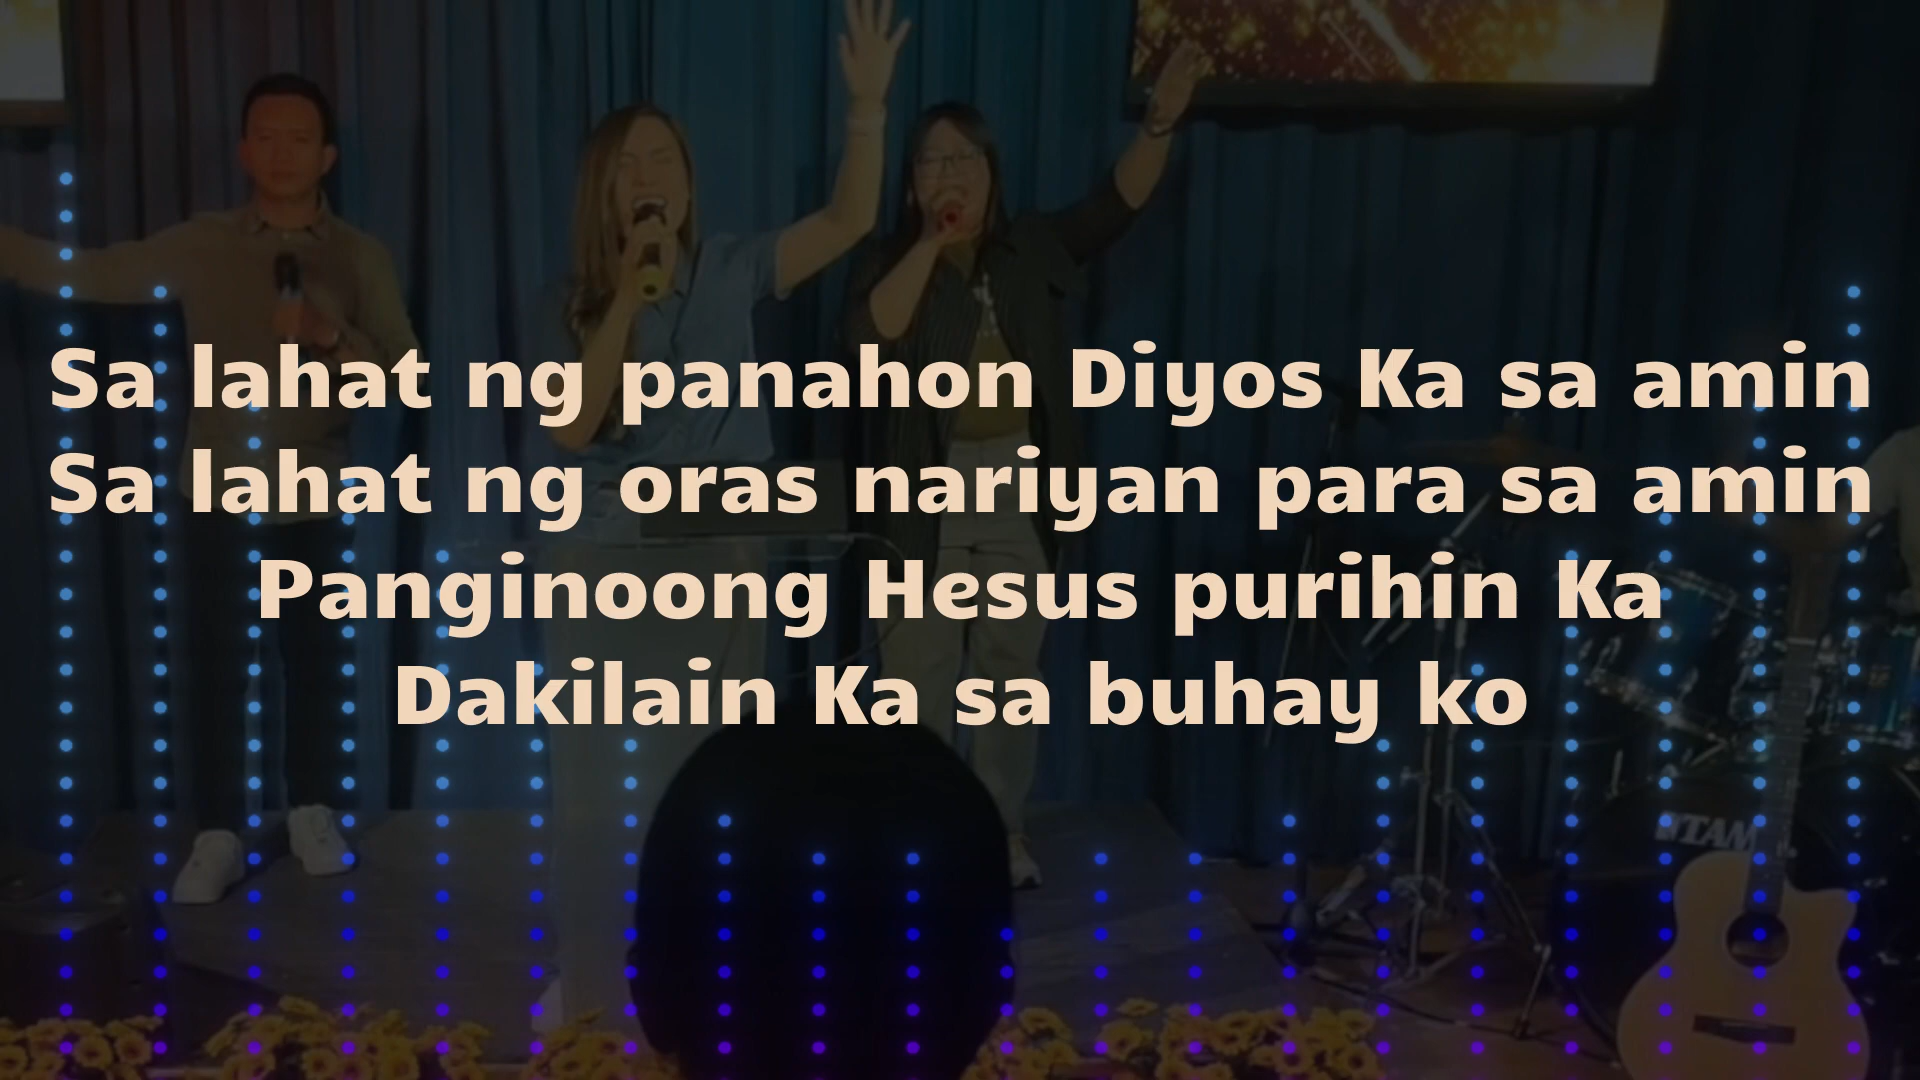 Sa lahat ng panahon Diyos Ka sa amin
Sa lahat ng oras nariyan para sa amin
Panginoong Hesus purihin Ka
Dakilain Ka sa buhay ko